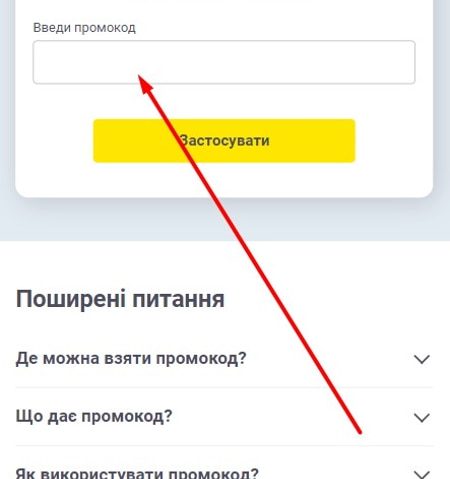 Введи промокод
Застосувати
Поширені питання
Де можна взяти промокод?
Що дає промокод?
Як використувати промокод?